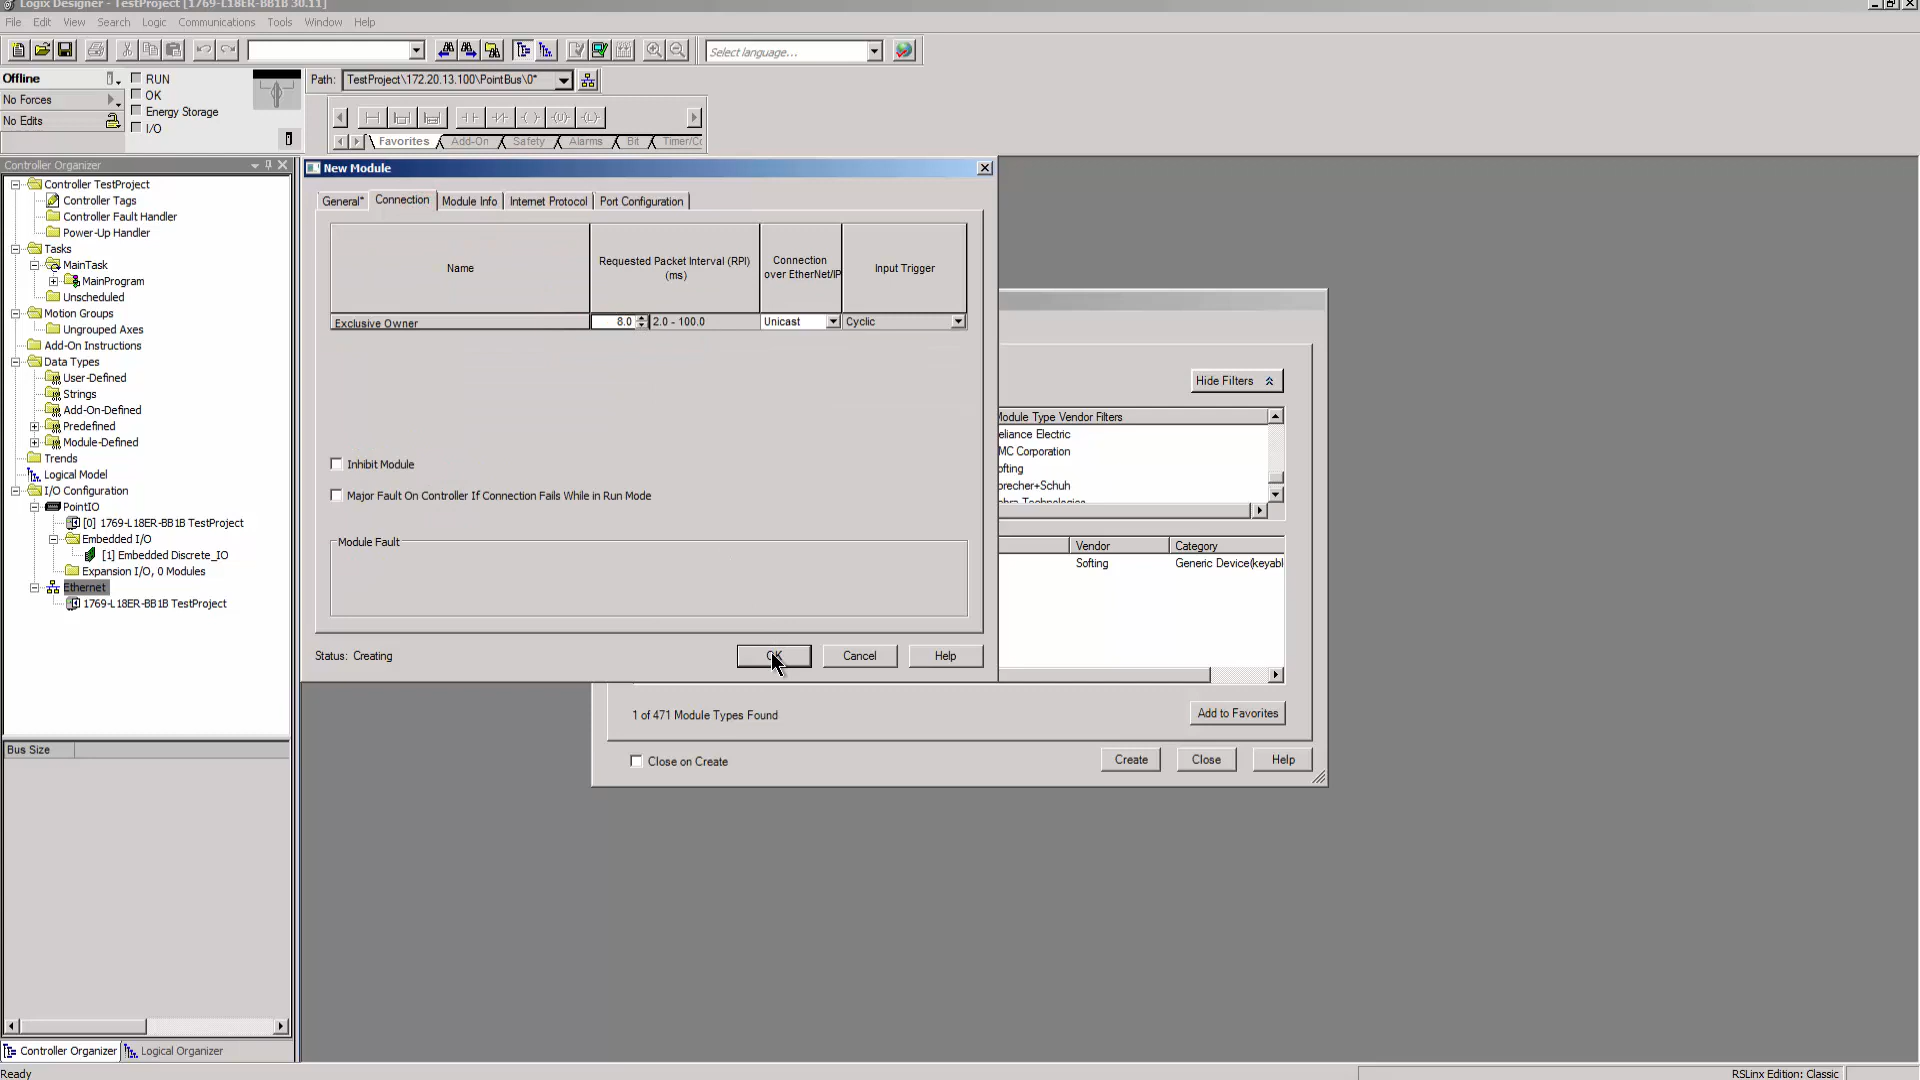 Logix Designer - TestProject [1769-L18ER-BB1B 30.11]
File Edit View Search Logic Communications Tools Window Help
Select language...
Offline
RUN
No Forces
OK
No Edits
Energy Storage
I/O
Path: TestProject\172.20.13.100\PointBus\0*
Favorites Add-On Safety Alarms Bit Timer/C
Controller Organizer
Controller TestProject
Controller Tags
Controller Fault Handler
Power-Up Handler
Tasks
MainTask
MainProgram
Unscheduled
Motion Groups
Ungrouped Axes
Add-On Instructions
Data Types
User-Defined
Strings
Add-On-Defined
Predefined
Module-Defined
Trends
Logical Model
I/O Configuration
PointIO
[0] 1769-L18ER-BB1B TestProject
Embedded I/O
[1] Embedded Discrete_IO
Expansion I/O, 0 Modules
Ethernet
1769-L18ER-BB1B TestProject
Bus Size
Controller Organizer Logical Organizer
Ready
New Module
General* Connection Module Info Internet Protocol Port Configuration
Name
Requested Packet Interval (RPI)
(ms)
Connection
over EtherNet/IP
Input Trigger
Exclusive Owner 8.0 2.0 - 100.0 Unicast Cyclic
Inhibit Module
Major Fault On Controller If Connection Fails While in Run Mode
Module Fault
Status: Creating
OK Cancel Help
Hide Filters
Module Type Vendor Filters
eliance Electric
MC Corporation
ofting
precher+Schuh
Vendor Category
Softing Generic Device(keyabl
1 of 471 Module Types Found
Add to Favorites
Close on Create
Create Close Help
RSLinx Edition: Classic